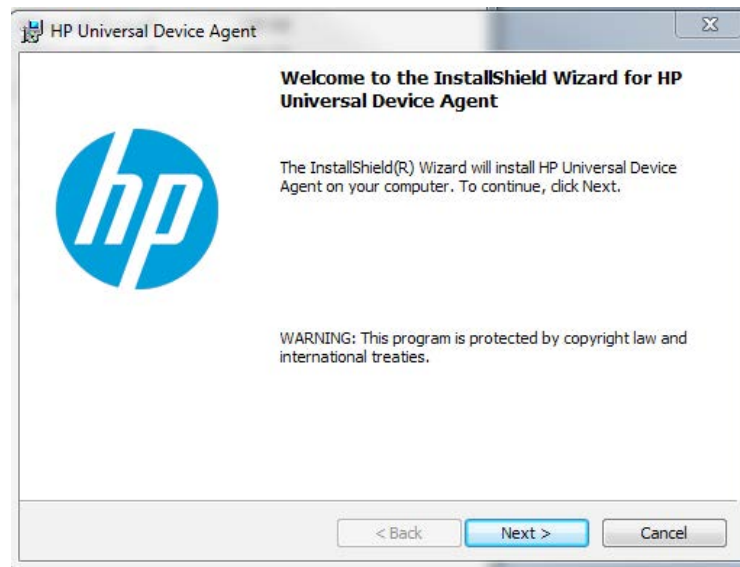 HP Universal Device Agent
Welcome to the InstallShield Wizard for HP
Universal Device Agent
hp
The InstallShield(R) Wizard will install HP Universal Device
Agent on your computer. To continue, click Next.
WARNING: This program is protected by copyright law and
international treaties.
< Back Next > Cancel